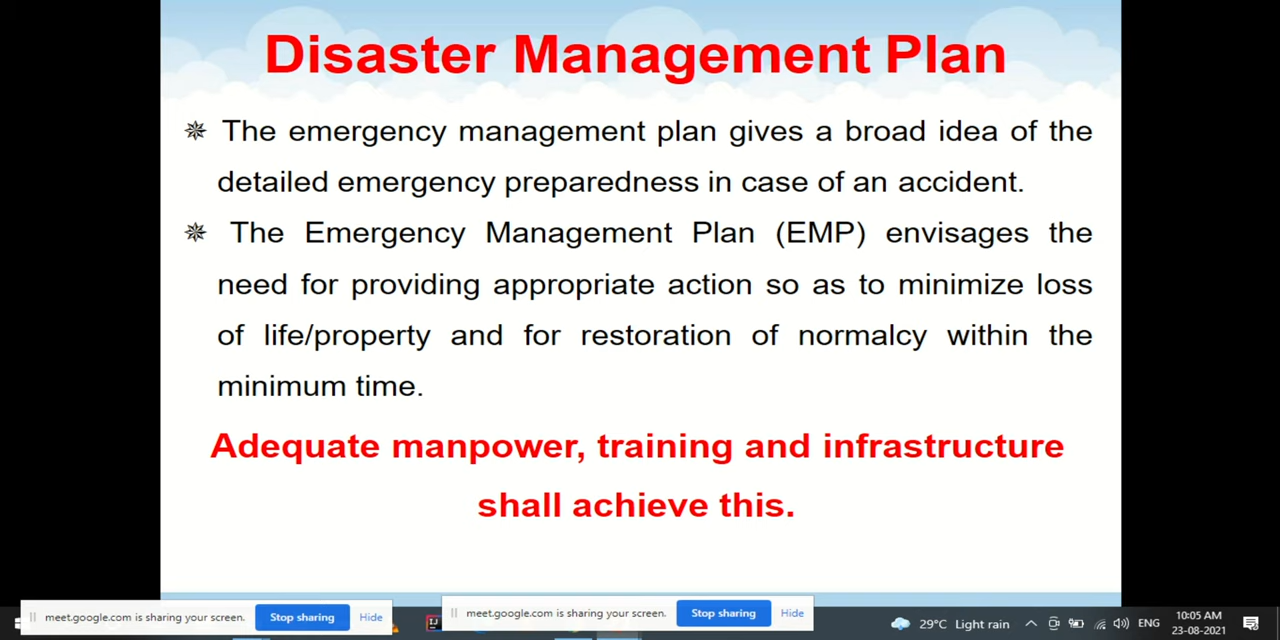 Disaster Management Plan
The emergency management plan gives a broad idea of the
detailed emergency preparedness in case of an accident.
The Emergency Management Plan (EMP) envisages the
need for providing appropriate action so as to minimize loss
of life/property and for restoration of normalcy within the
minimum time.
Adequate manpower, training and infrastructure
shall achieve this.
meet.google.com is sharing your screen. Stop sharing Hide
meet.google.com is sharing your screen. Stop sharing Hide
29°C Light rain
ENG
10:05 AM
23-08-2021